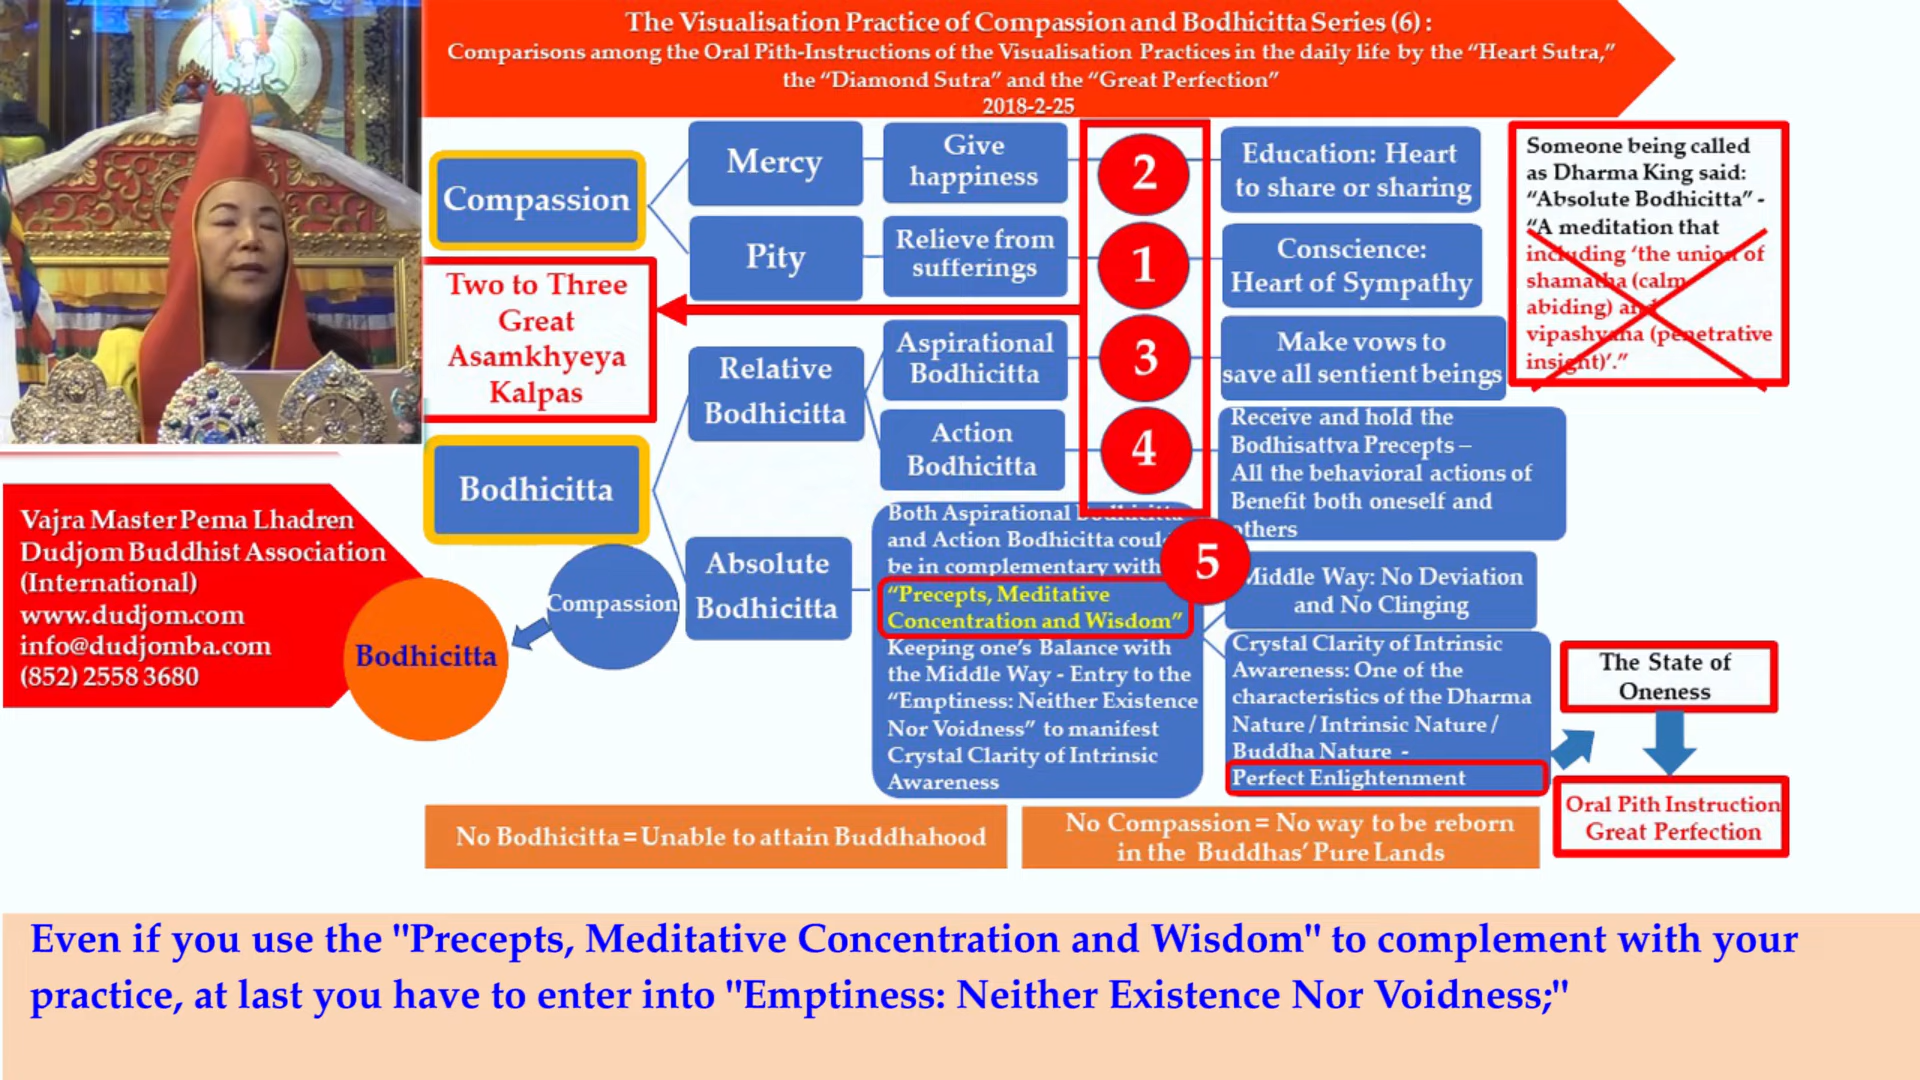 The Visualisation Practice of Compassion and Bodhicitta Series (6) :
Comparisons among the Oral Pith-Instructions of the Visualisation Practices in the daily life by the “Heart Sutra,”
the “Diamond Sutra” and the “Great Perfection”
2018-2-25
Compassion
Mercy
Give
happiness
2
Education: Heart
to share or sharing
Pity
Relieve from
sufferings
1
Conscience:
Heart of Sympathy
Someone being called
as Dharma King said:
“Absolute Bodhicitta” -
“A meditation that
including ‘the union of
shamatha (calm
abiding) and
vipashyana (penetrative
insight)’.”
Two to Three
Great
Asamkhyeya
Kalpas
Bodhicitta
Relative
Bodhicitta
Aspirational
Bodhicitta
3
Make vows to
save all sentient beings
Action
Bodhicitta
4
Receive and hold the
Bodhisattva Precepts –
All the behavioral actions of
Benefit both oneself and
others
Absolute
Bodhicitta
Both Aspirational Bodhicitta
and Action Bodhicitta could
be in complementary with
“Precepts, Meditative
Concentration and Wisdom”
Keeping one’s Balance with
the Middle Way - Entry to the
“Emptiness: Neither Existence
Nor Voidness” to manifest
Crystal Clarity of Intrinsic
Awareness
5
Middle Way: No Deviation
and No Clinging
Crystal Clarity of Intrinsic
Awareness: One of the
characteristics of the Dharma
Nature / Intrinsic Nature /
Buddha Nature -
Perfect Enlightenment
The State of
Oneness
Oral Pith Instruction
Great Perfection
Vajra Master Pema Lhadren
Dudjom Buddhist Association
(International)
www.dudjom.com
info@dudjomba.com
(852) 2558 3680
Compassion
Bodhicitta
No Bodhicitta = Unable to attain Buddhahood
No Compassion = No way to be reborn
in the Buddhas’ Pure Lands
Even if you use the "Precepts, Meditative Concentration and Wisdom" to complement with your
practice, at last you have to enter into "Emptiness: Neither Existence Nor Voidness;"